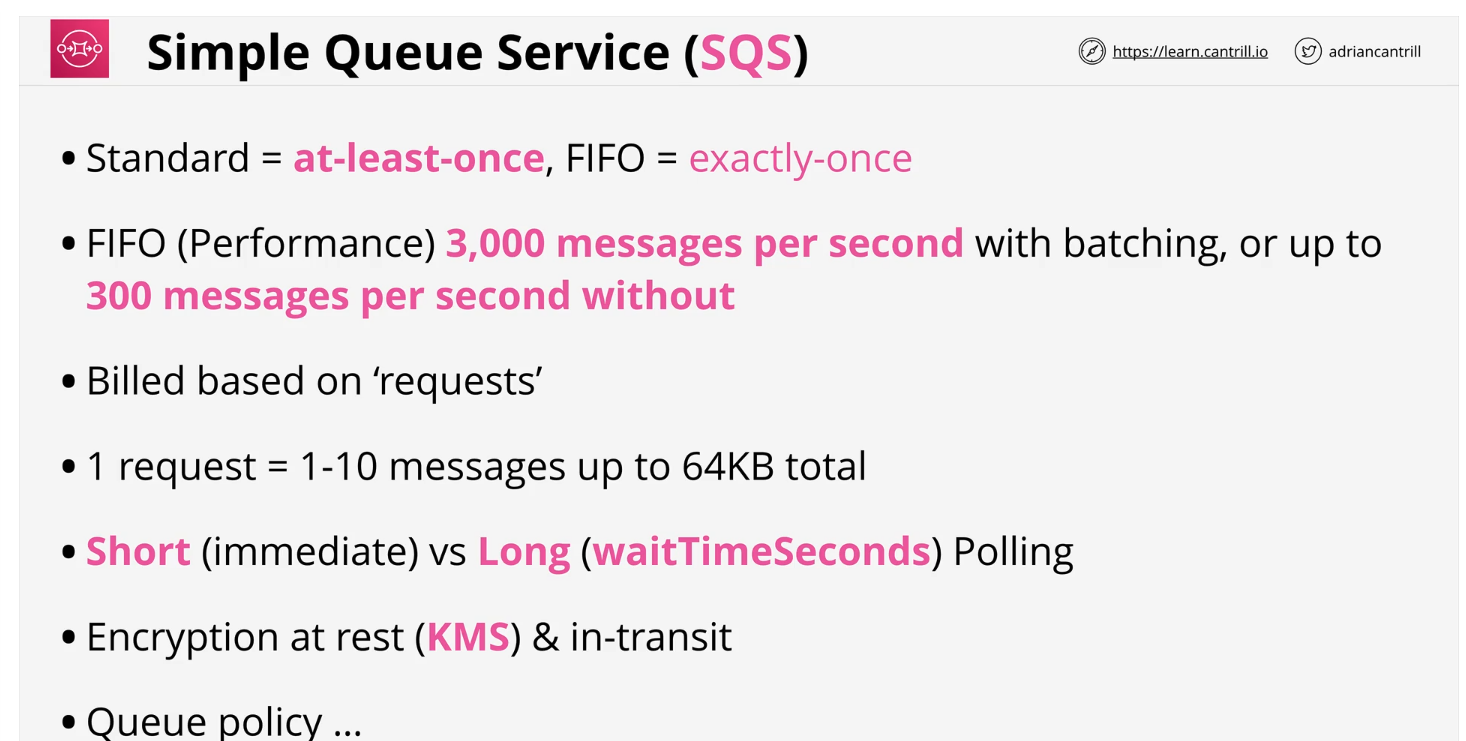 Simple Queue Service (SQS)
https://learn.cantrill.io
adriancantrill
• Standard = at-least-once, FIFO = exactly-once
• FIFO (Performance) 3,000 messages per second with batching, or up to
300 messages per second without
• Billed based on ‘requests’
• 1 request = 1-10 messages up to 64KB total
• Short (immediate) vs Long (waitTimeSeconds) Polling
• Encryption at rest (KMS) & in-transit
• Queue policy ...